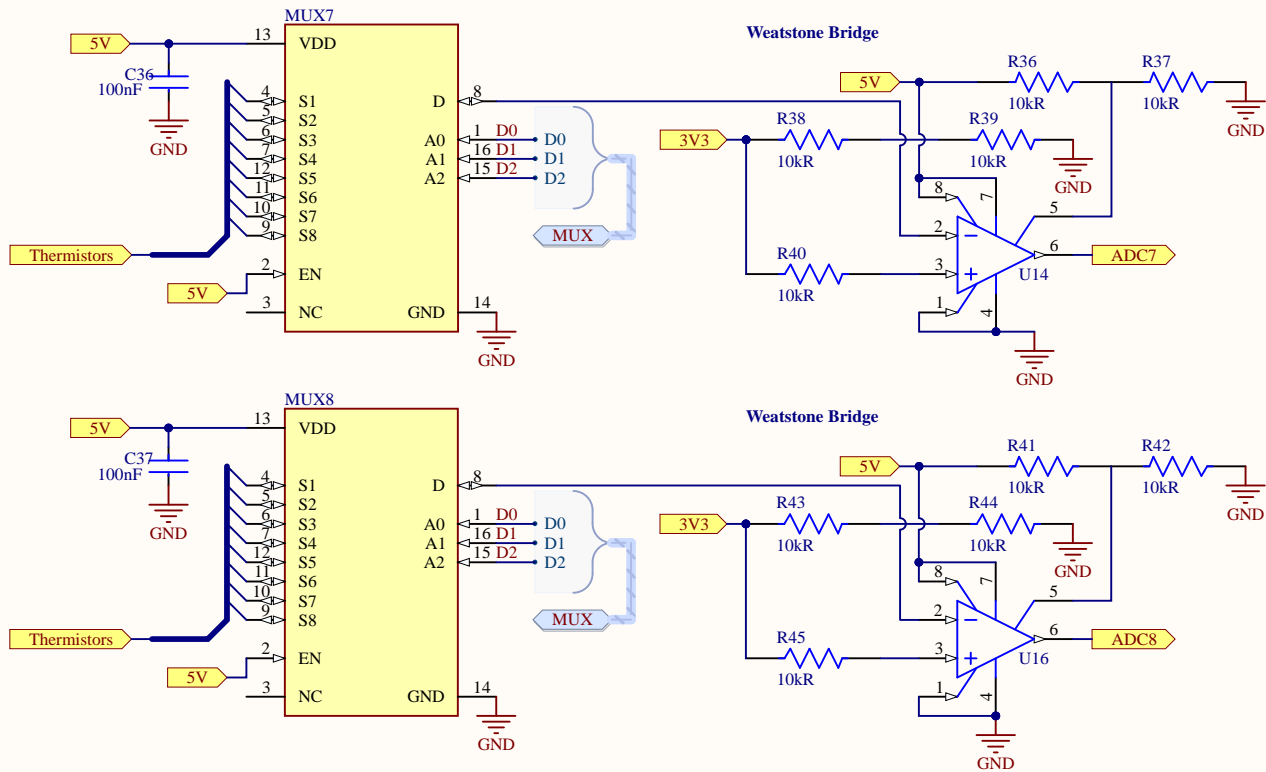 MUX7
5V
13
VDD
C36
100nF
GND
4 S1
5 S2
6 S3
7 S4
12 S5
11 S6
10 S7
9 S8
Thermistors
2 EN
5V
3 NC
D 8
A0 1 D0
A1 16 D1
A2 15 D2
D0
D1
D2
MUX
GND 14
GND
Weatstone Bridge
5V
R36
10kR
R37
10kR
GND
3V3
R38
10kR
R39
10kR
GND
8
7
5
2
6
ADC7
R40
10kR
3
U14
1
4
GND
MUX8
5V
13
VDD
C37
100nF
GND
4 S1
5 S2
6 S3
7 S4
12 S5
11 S6
10 S7
9 S8
Thermistors
2 EN
5V
3 NC
D 8
A0 1 D0
A1 16 D1
A2 15 D2
D0
D1
D2
MUX
GND 14
GND
Weatstone Bridge
5V
R41
10kR
R42
10kR
GND
3V3
R43
10kR
R44
10kR
GND
8
7
5
2
6
ADC8
R45
10kR
3
U16
1
4
GND